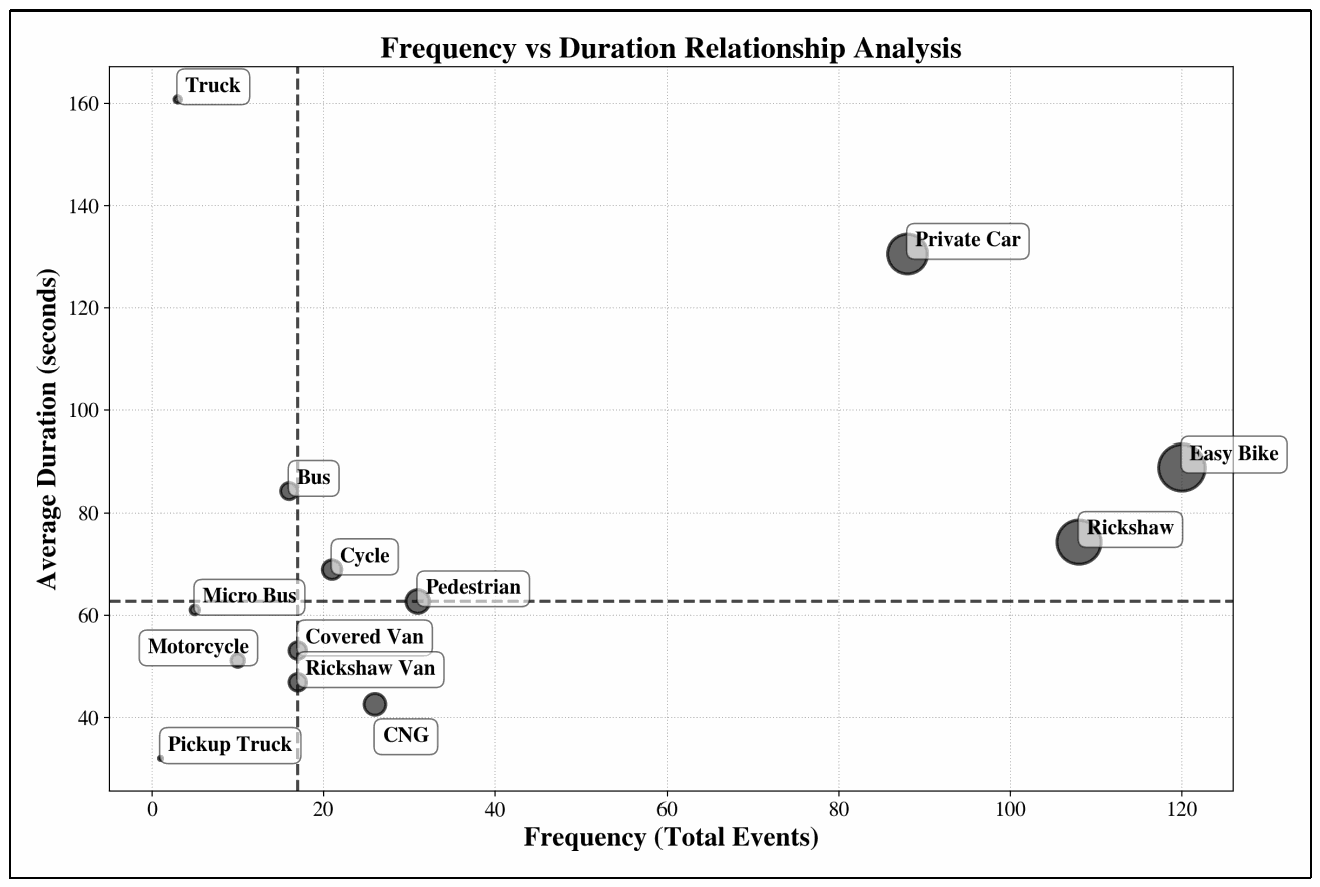 Frequency vs Duration Relationship Analysis
Truck
160
140
Private Car
120
100
Easy Bike
Bus
80
Rickshaw
Cycle
Pedestrian
Micro Bus
60
Covered Van
Motorcycle
Rickshaw Van
40
CNG
Pickup Truck
Average Duration (seconds)
0 20 40 60 80 100 120
Frequency (Total Events)